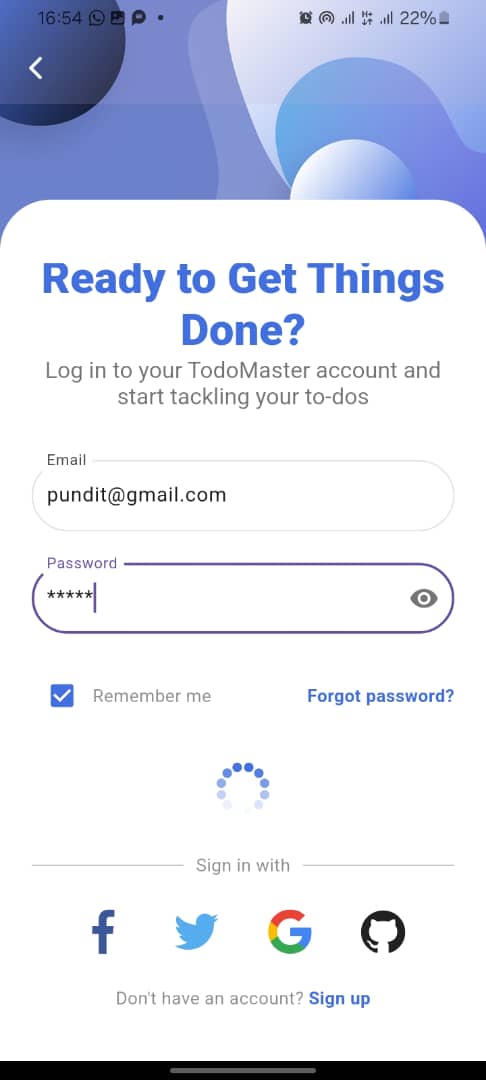 16:54 22%
Ready to Get Things
Done?
Log in to your TodoMaster account and
start tackling your to-dos
Email
pundit@gmail.com
Password
*****
Remember me Forgot password?
Sign in with
Don't have an account? Sign up